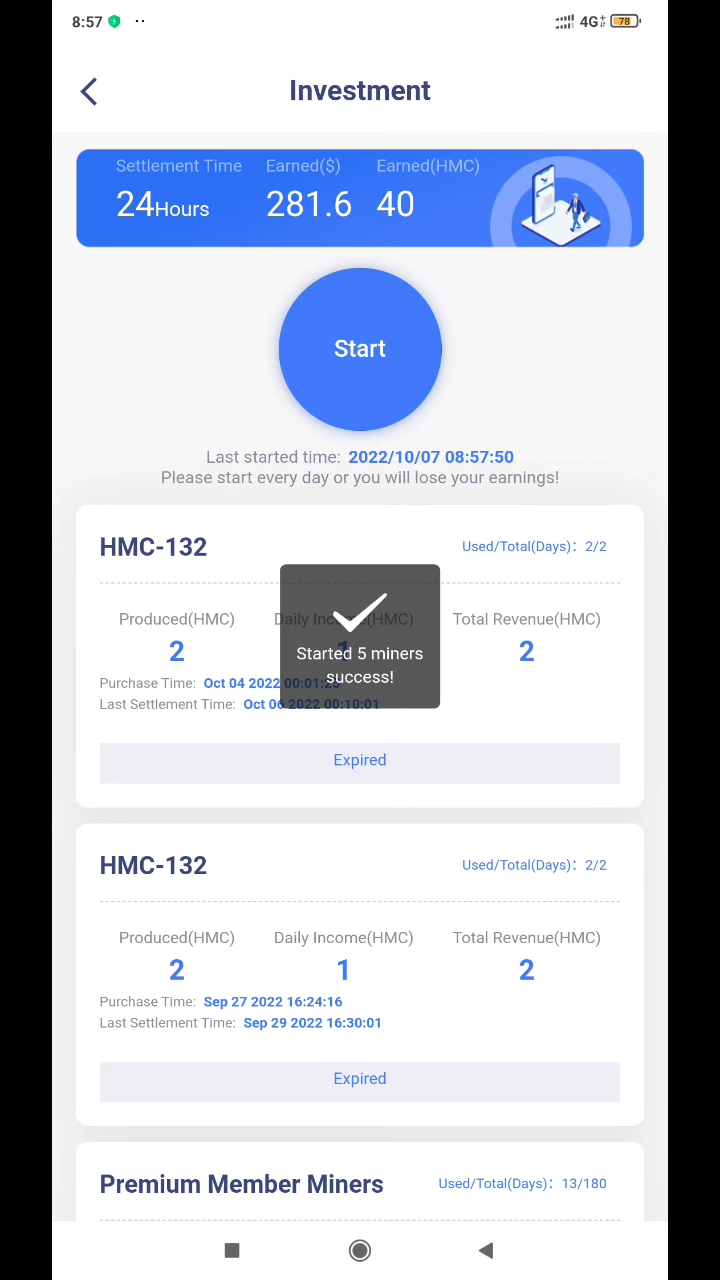 8:57
4G
78
Investment
Settlement Time Earned($) Earned(HMC)
24Hours 281.6 40
Start
Last started time: 2022/10/07 08:57:50
Please start every day or you will lose your earnings!
HMC-132 Used/Total(Days): 2/2
Produced(HMC) Daily Income(HMC) Total Revenue(HMC)
2 1 2
Started 5 miners
success!
Purchase Time: Oct 04 2022 00:01:
Last Settlement Time: Oct 06 2022 00:10:01
Expired
HMC-132 Used/Total(Days): 2/2
Produced(HMC) Daily Income(HMC) Total Revenue(HMC)
2 1 2
Purchase Time: Sep 27 2022 16:24:16
Last Settlement Time: Sep 29 2022 16:30:01
Expired
Premium Member Miners Used/Total(Days): 13/180